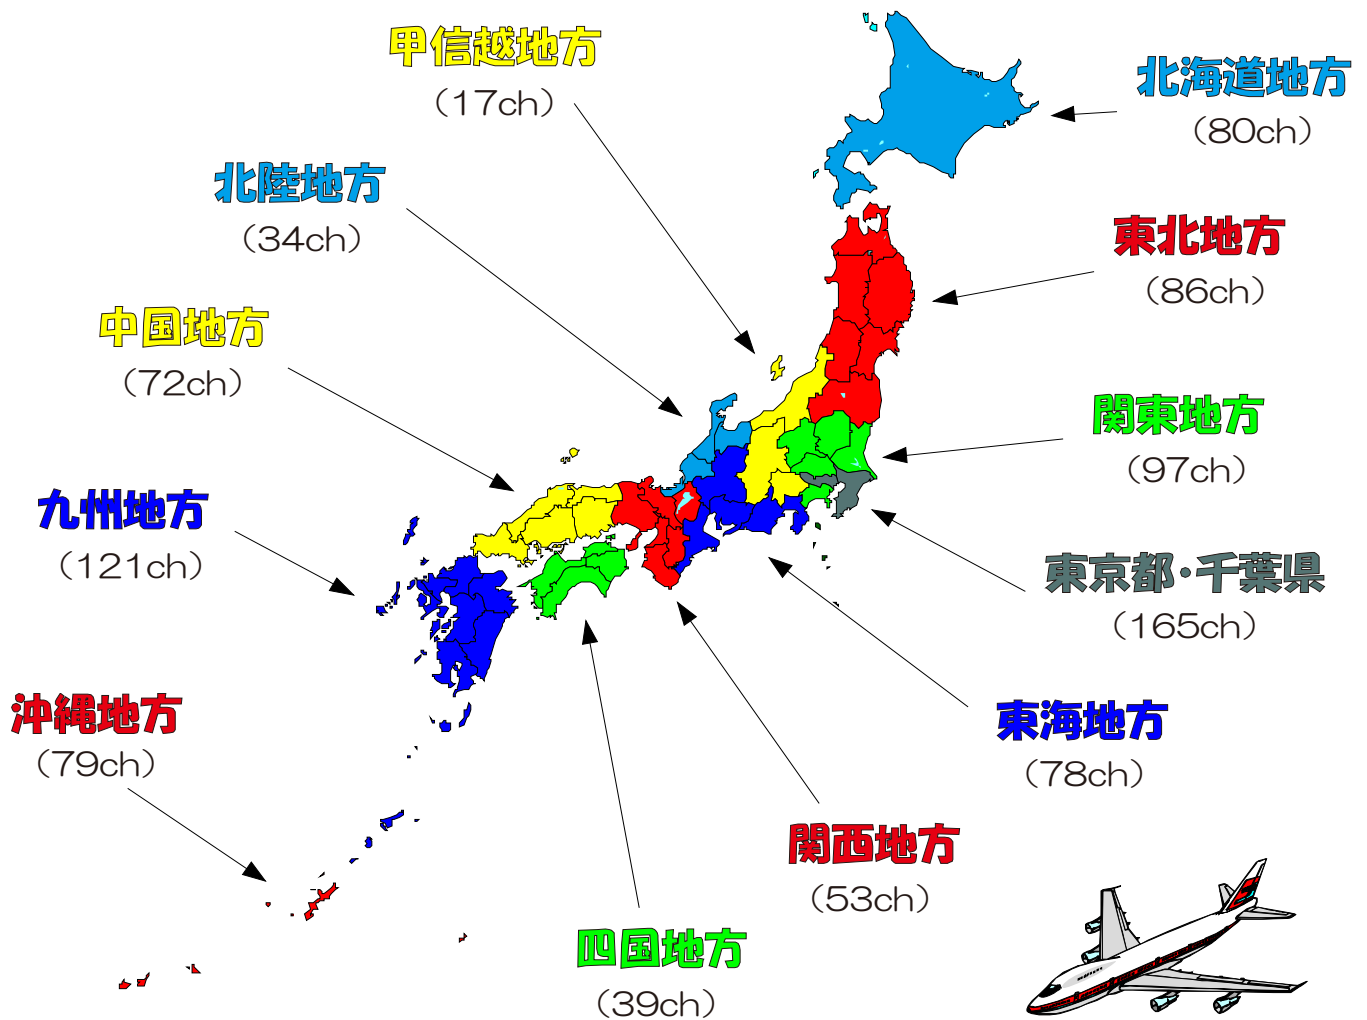 甲信越地方
（17ch）
北海道地方
（80ch）
北陸地方
（34ch）
東北地方
（86ch）
中国地方
（72ch）
関東地方
（97ch）
九州地方
（121ch）
東京都・千葉県
（165ch）
沖縄地方
（79ch）
東海地方
（78ch）
関西地方
（53ch）
四国地方
（39ch）